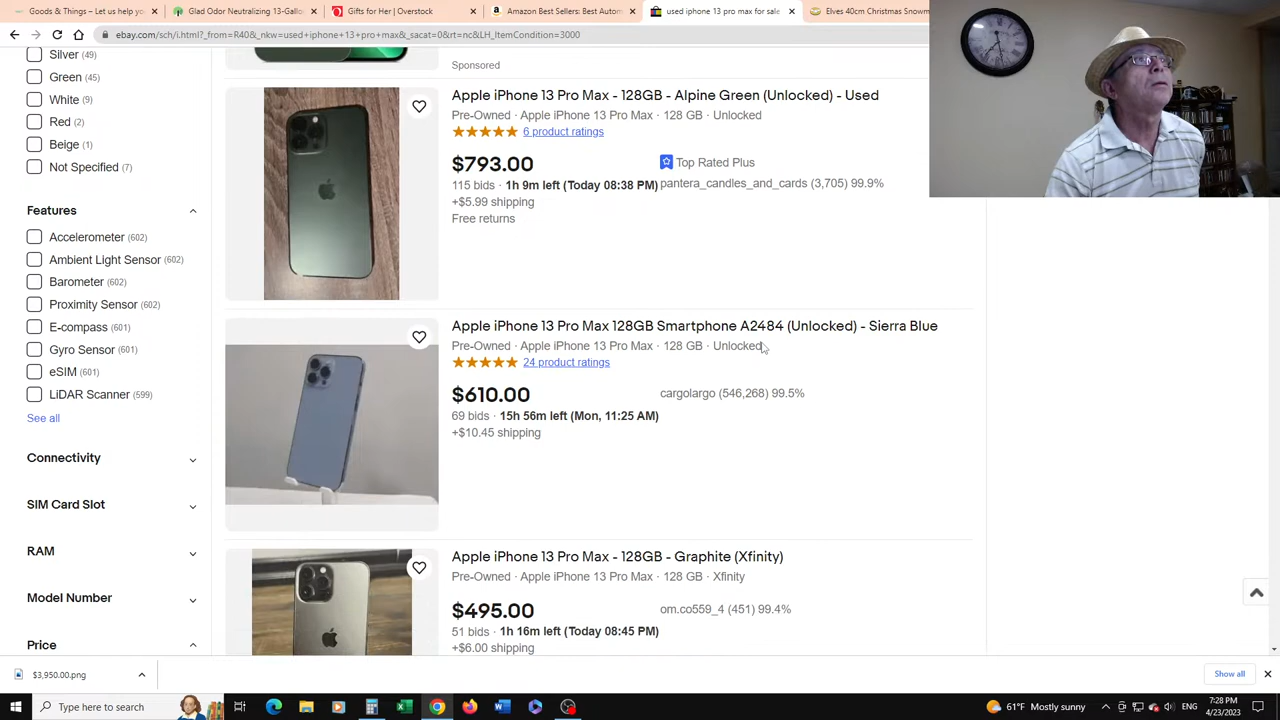 Goods & Things – Let us help yo
Glad Odor Neutralizing 13-Gallo
Gifts for Her | Overstock
Amazon Best Sellers: Best Autom
used iphone 13 pro max for sale
Elves 40cm Christmas Snowm
ebay.com/sch/i.html?_from=R40&_nkw=used+iphone+13+pro+max&_sacat=0&rt=nc&LH_ItemCondition=3000
Silver (49)
Green (45)
White (9)
Red (2)
Beige (1)
Not Specified (7)
Features
Accelerometer (602)
Ambient Light Sensor (602)
Barometer (602)
Proximity Sensor (602)
E-compass (601)
Gyro Sensor (601)
eSIM (601)
LiDAR Scanner (599)
See all
Connectivity
SIM Card Slot
RAM
Model Number
Price
Sponsored
Apple iPhone 13 Pro Max - 128GB - Alpine Green (Unlocked) - Used
Pre-Owned · Apple iPhone 13 Pro Max · 128 GB · Unlocked
6 product ratings
$793.00
Top Rated Plus
115 bids · 1h 9m left (Today 08:38 PM)
pantera_candles_and_cards (3,705) 99.9%
+$5.99 shipping
Free returns
Apple iPhone 13 Pro Max 128GB Smartphone A2484 (Unlocked) - Sierra Blue
Pre-Owned · Apple iPhone 13 Pro Max · 128 GB · Unlocked
24 product ratings
$610.00
cargolargo (546,268) 99.5%
69 bids · 15h 56m left (Mon, 11:25 AM)
+$10.45 shipping
Apple iPhone 13 Pro Max - 128GB - Graphite (Xfinity)
Pre-Owned · Apple iPhone 13 Pro Max · 128 GB · Xfinity
$495.00
om.co559_4 (451) 99.4%
51 bids · 1h 16m left (Today 08:45 PM)
+$6.00 shipping
$3,950.00.png
Show all
Type here to search
61°F Mostly sunny
7:28 PM
4/23/2023